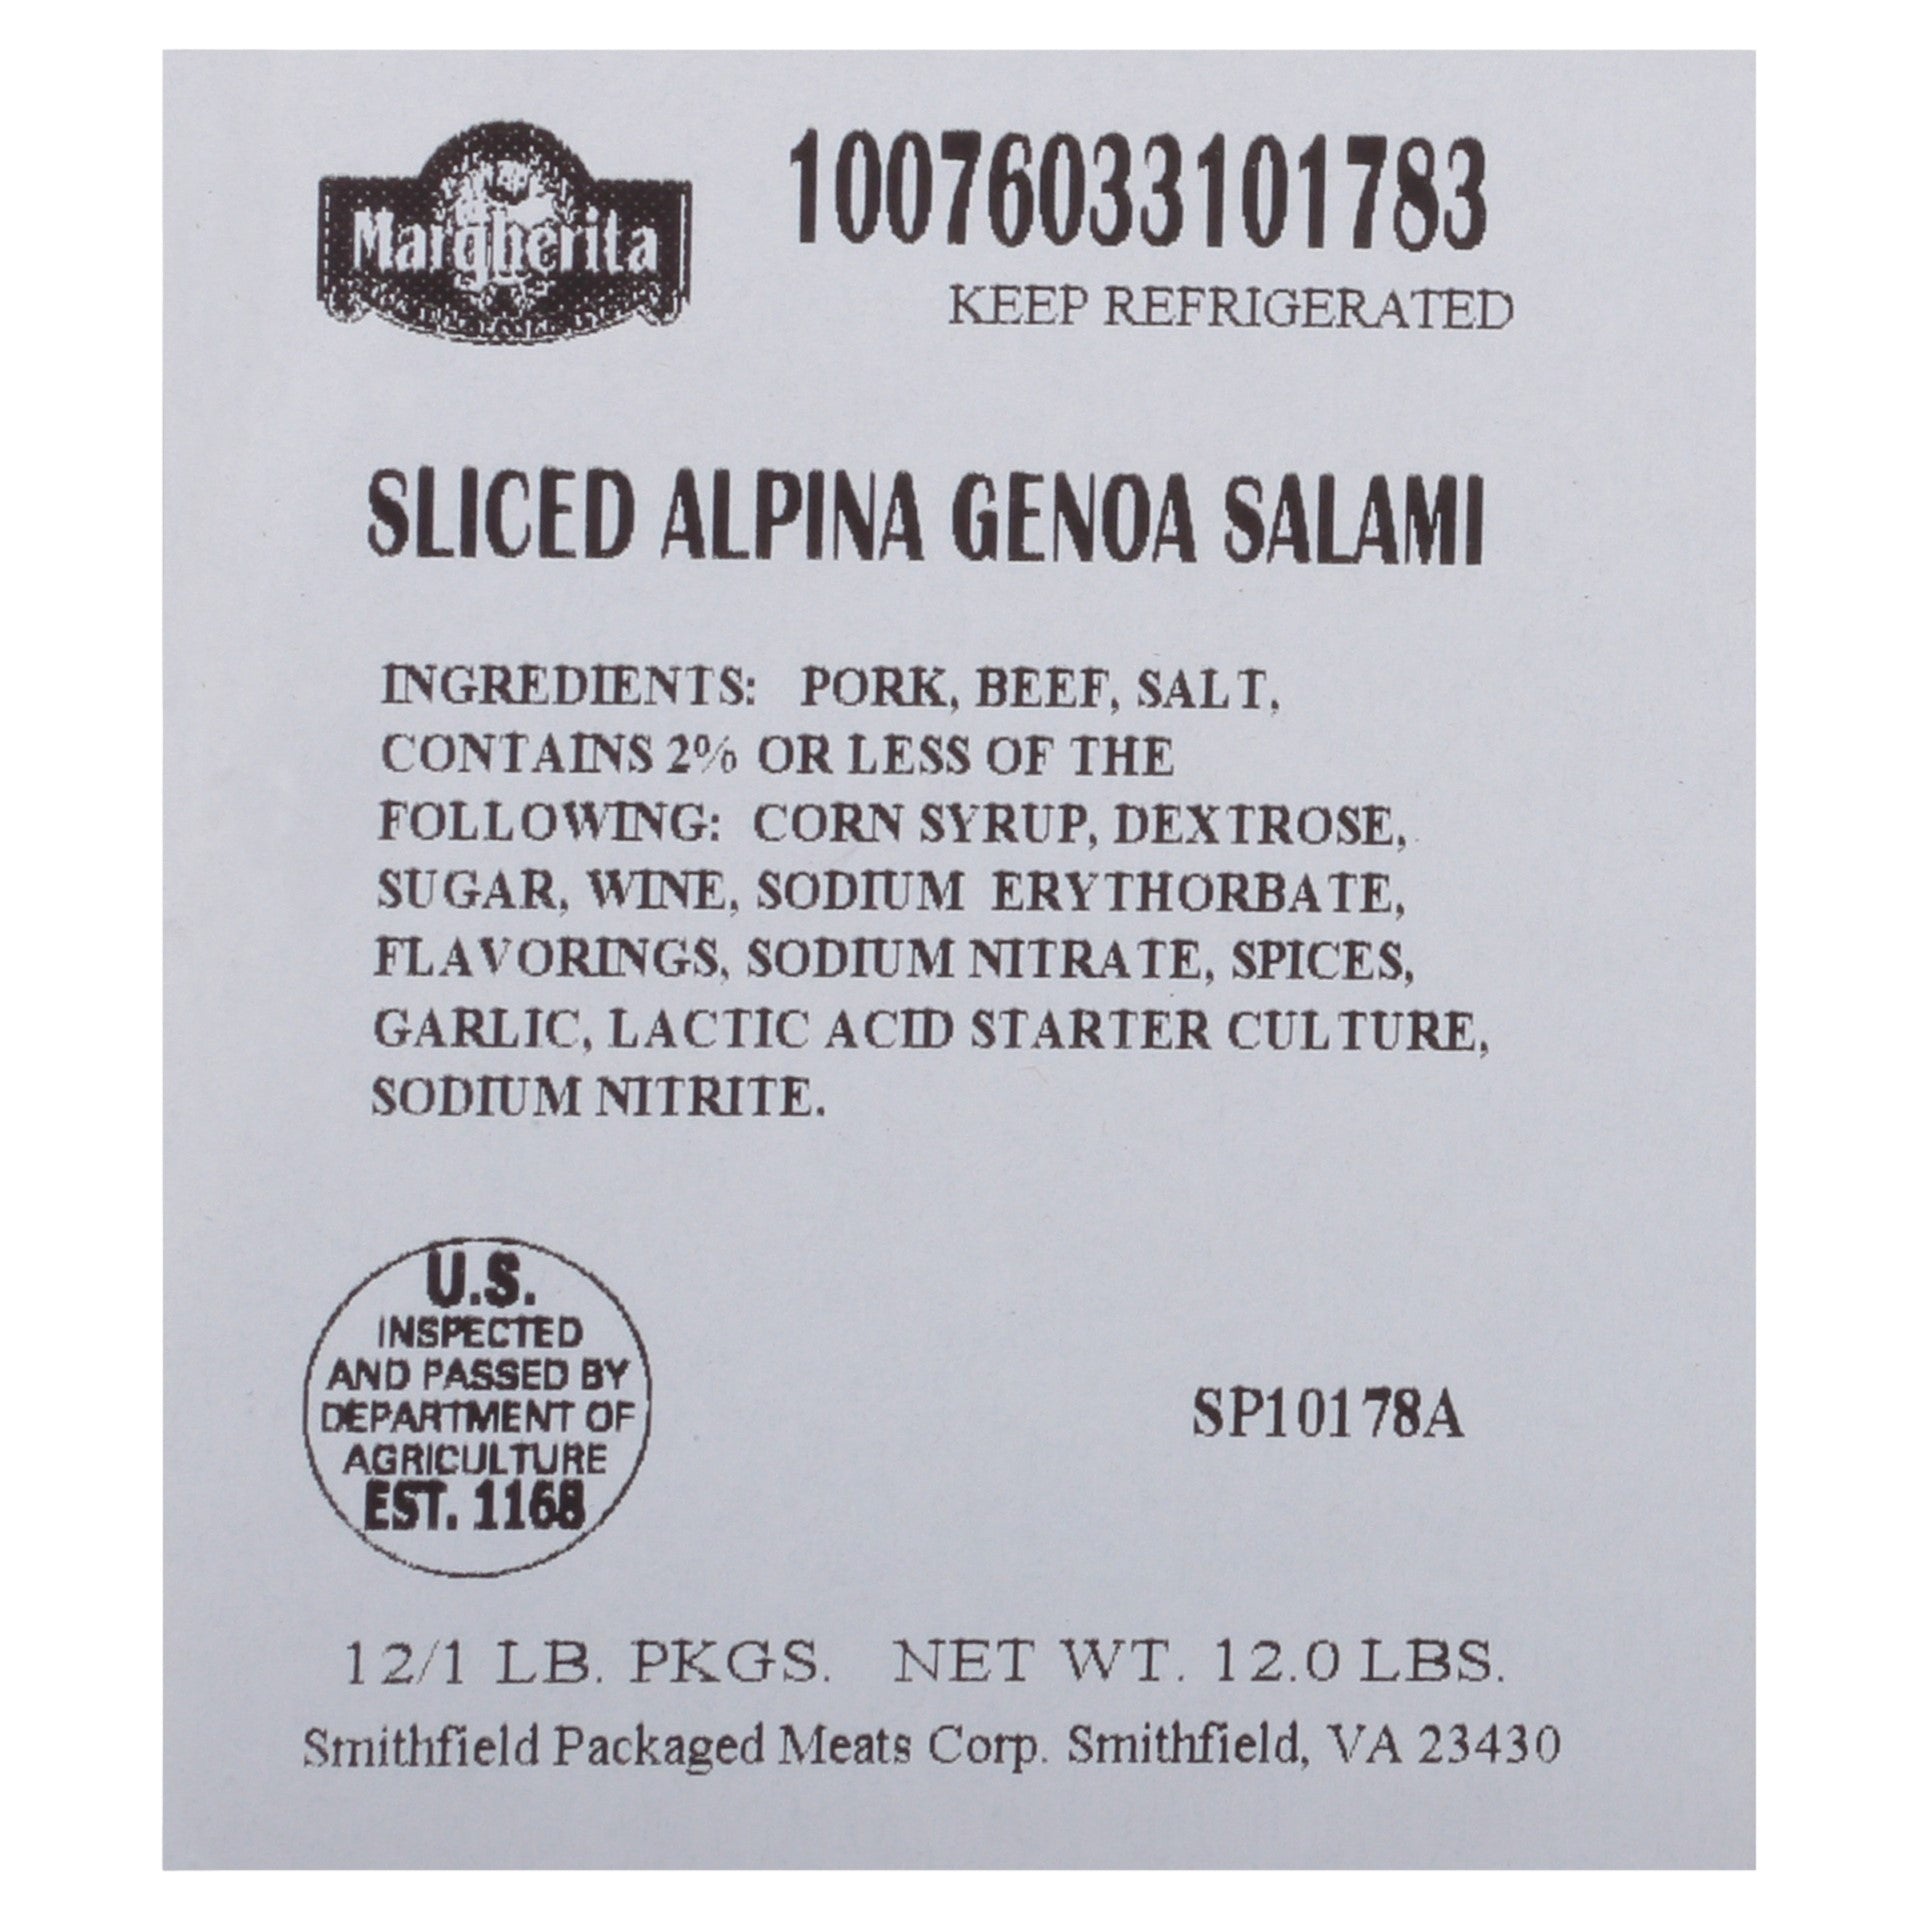 Margherita
10076033101783
KEEP REFRIGERATED
SLICED ALPINA GENOA SALAMI
INGREDIENTS: PORK, BEEF, SALT,
CONTAINS 2% OR LESS OF THE
FOLLOWING: CORN SYRUP, DEXTROSE,
SUGAR, WINE, SODIUM ERYTHORBATE,
FLAVORINGS, SODIUM NITRATE, SPICES,
GARLIC, LACTIC ACID STARTER CULTURE,
SODIUM NITRITE.
U.S.
INSPECTED
AND PASSED BY
DEPARTMENT OF
AGRICULTURE
EST. 1168
SP10178A
12/1 LB. PKGS. NET WT. 12.0 LBS.
Smithfield Packaged Meats Corp. Smithfield, VA 23430